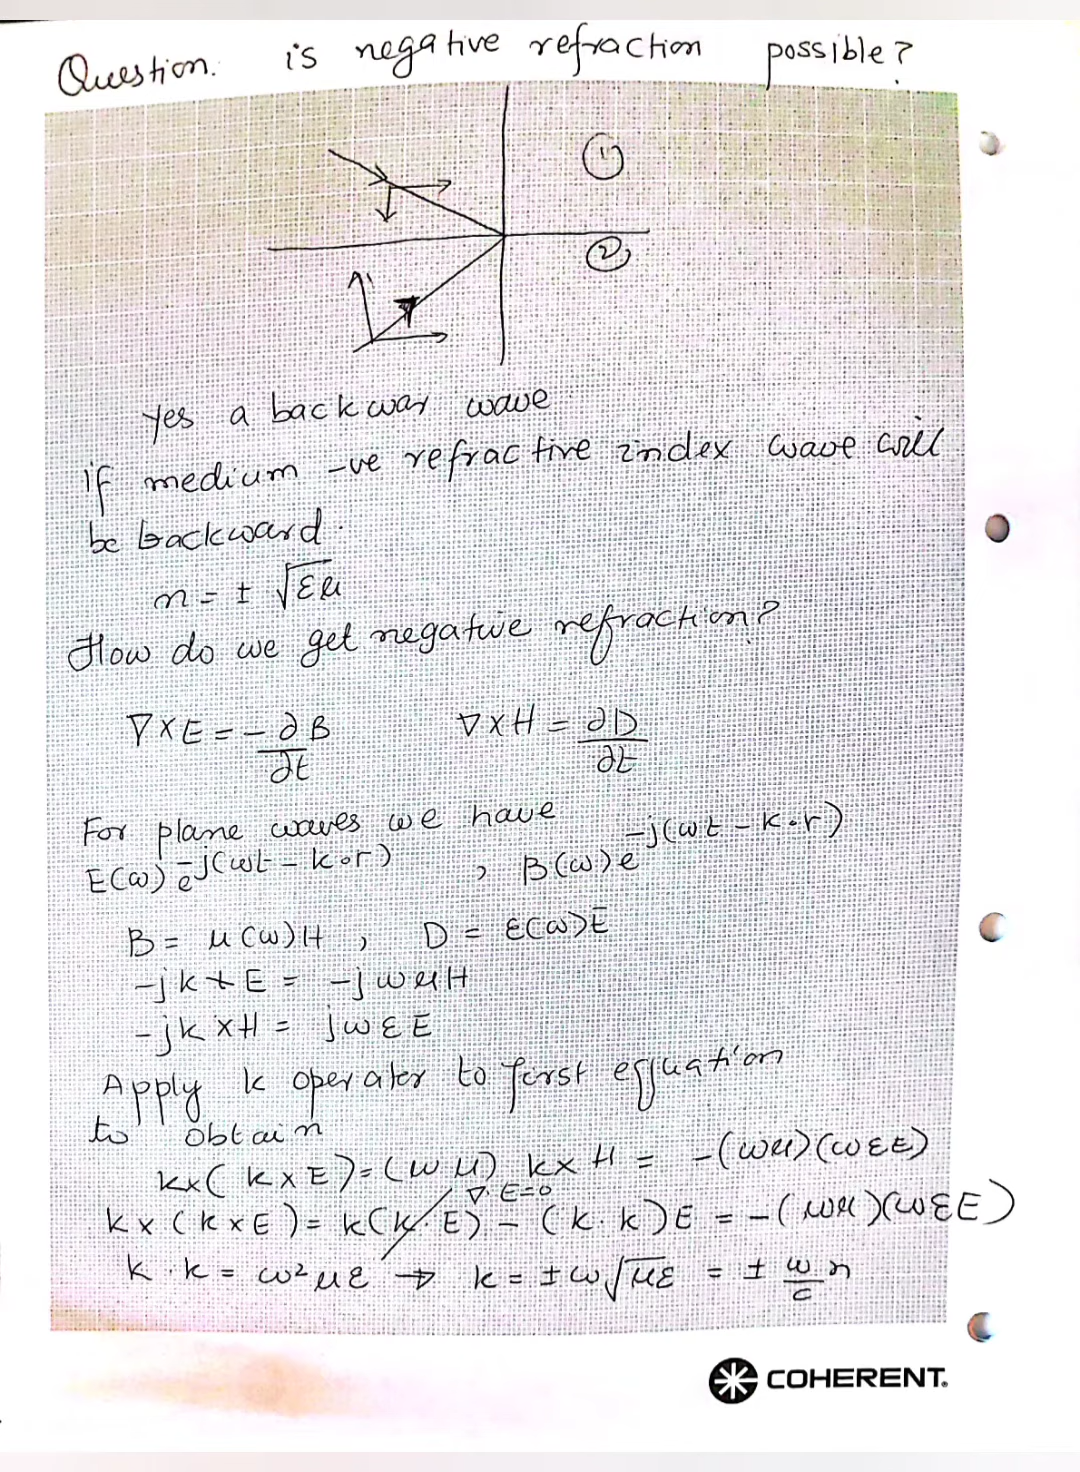 Question. is negative refraction possible?
1
2
yes a backwar wave
if medium -ve refractive index wave will
be backward.
n = ± √εμ
How do we get negative refraction?
∇×E = -∂B/∂t ∇×H = ∂D/∂t
For plane waves we have
E(ω) e^-j(ωt - k·r) , B(ω) e^-j(ωt - k·r)
B = μ(ω)H , D = ε(ω)E
-jk×E = -jωμH
-jk×H = jωεE
Apply k operator to first equation
to obtain
k×(k×E) = (ωμ) k×H = -(ωμ)(ωεE)
∇·E=0
k×(k×E) = k(k·E) - (k·k)E = -(ωμ)(ωεE)
k·k = ω²με → k = ±ω√με = ± ω/c n
COHERENT.